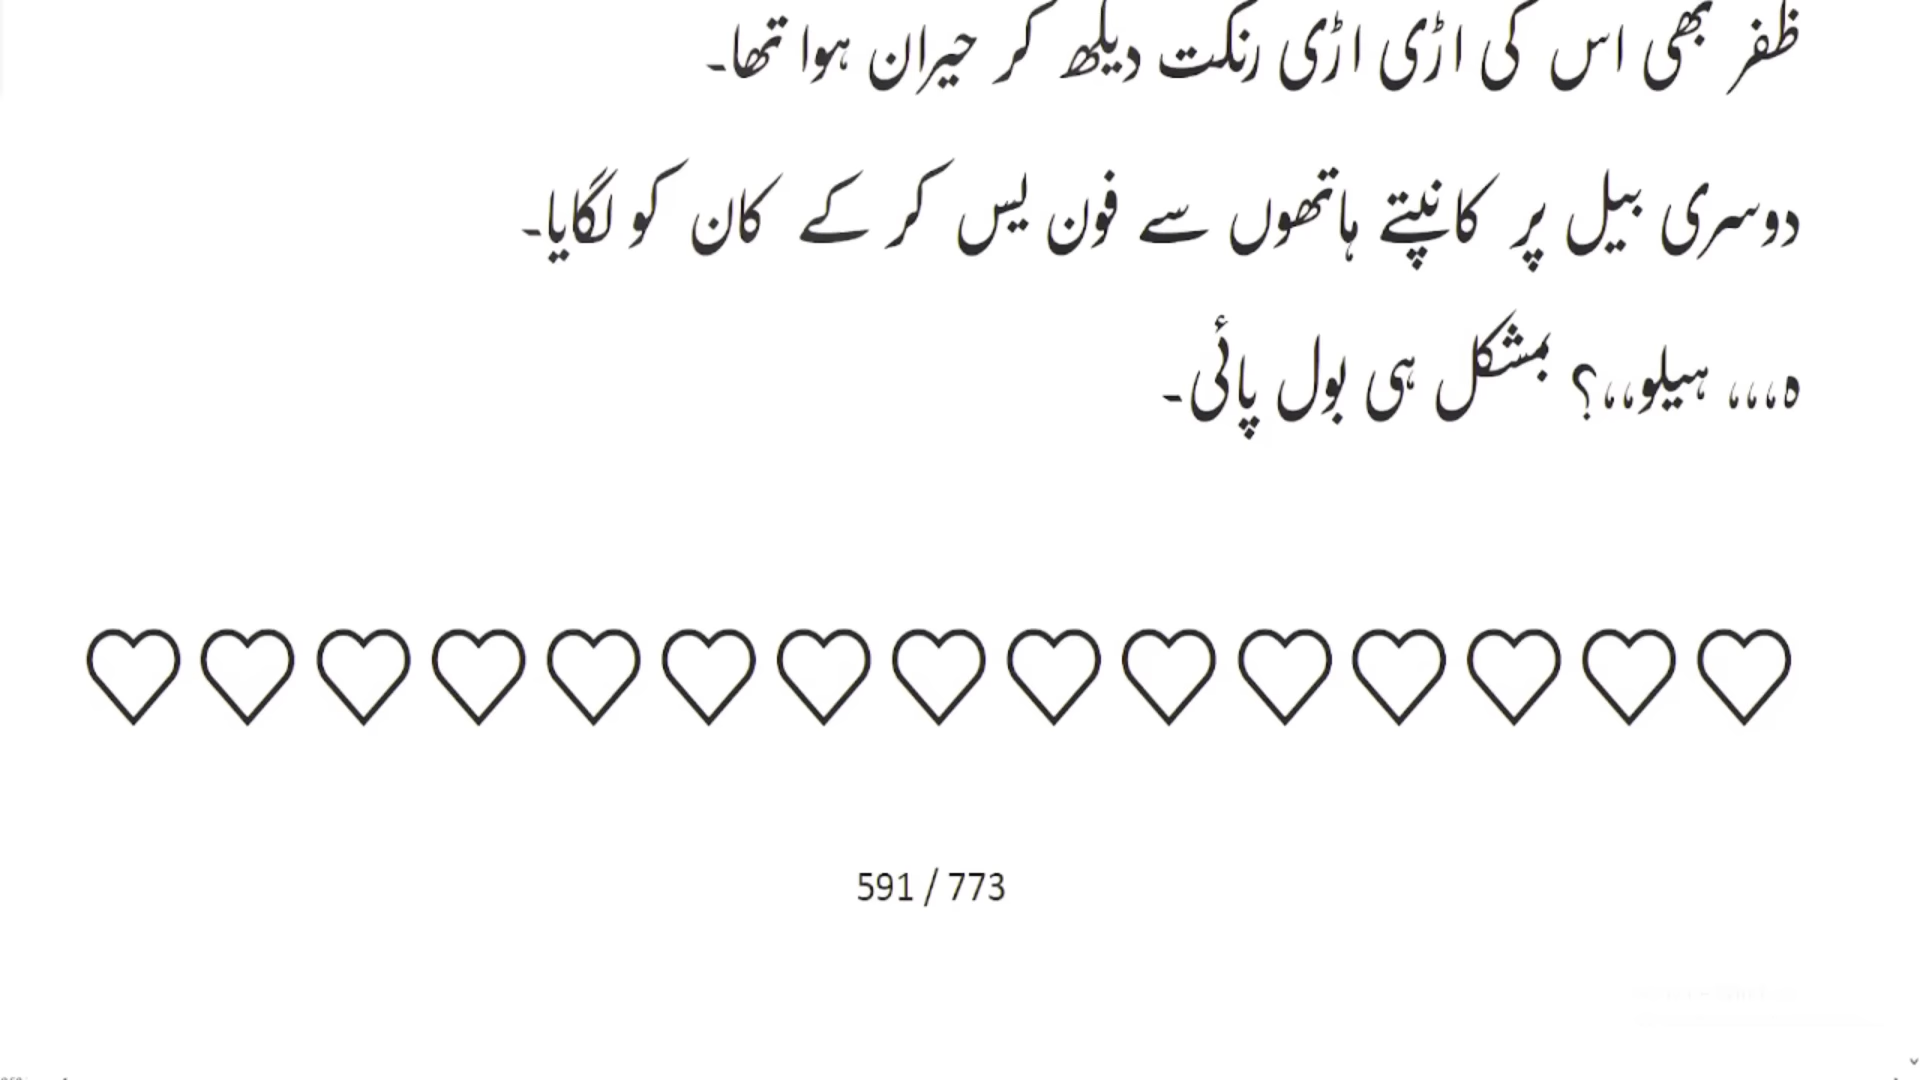 ظفر بھی اس کی اڑی اڑی رنگت دیکھ کر حیران ہوا تھا۔
دوسری بیل پر کانپتے ہاتھوں سے فون یس کر کے کان کو لگایا۔
ہ،،، ہیلو،،؟ بمشکل ہی بول پائی۔
♡♡♡♡♡♡♡♡♡♡♡♡♡♡♡
591 / 773